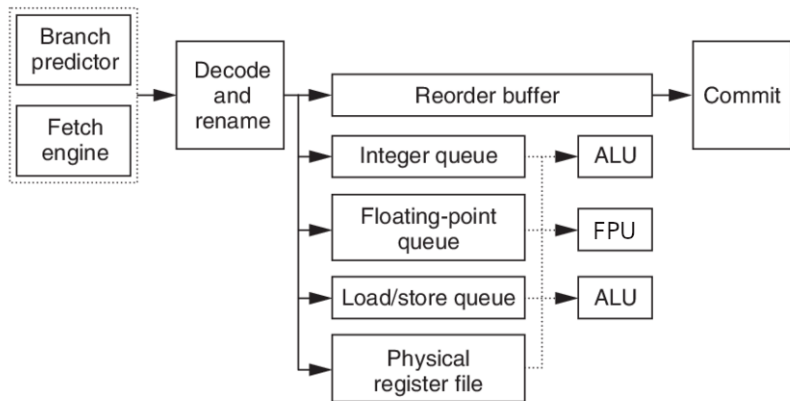 Branch
predictor
Fetch
engine
Decode
and
rename
Reorder buffer
Commit
Integer queue
ALU
Floating-point
queue
FPU
Load/store queue
ALU
Physical
register file